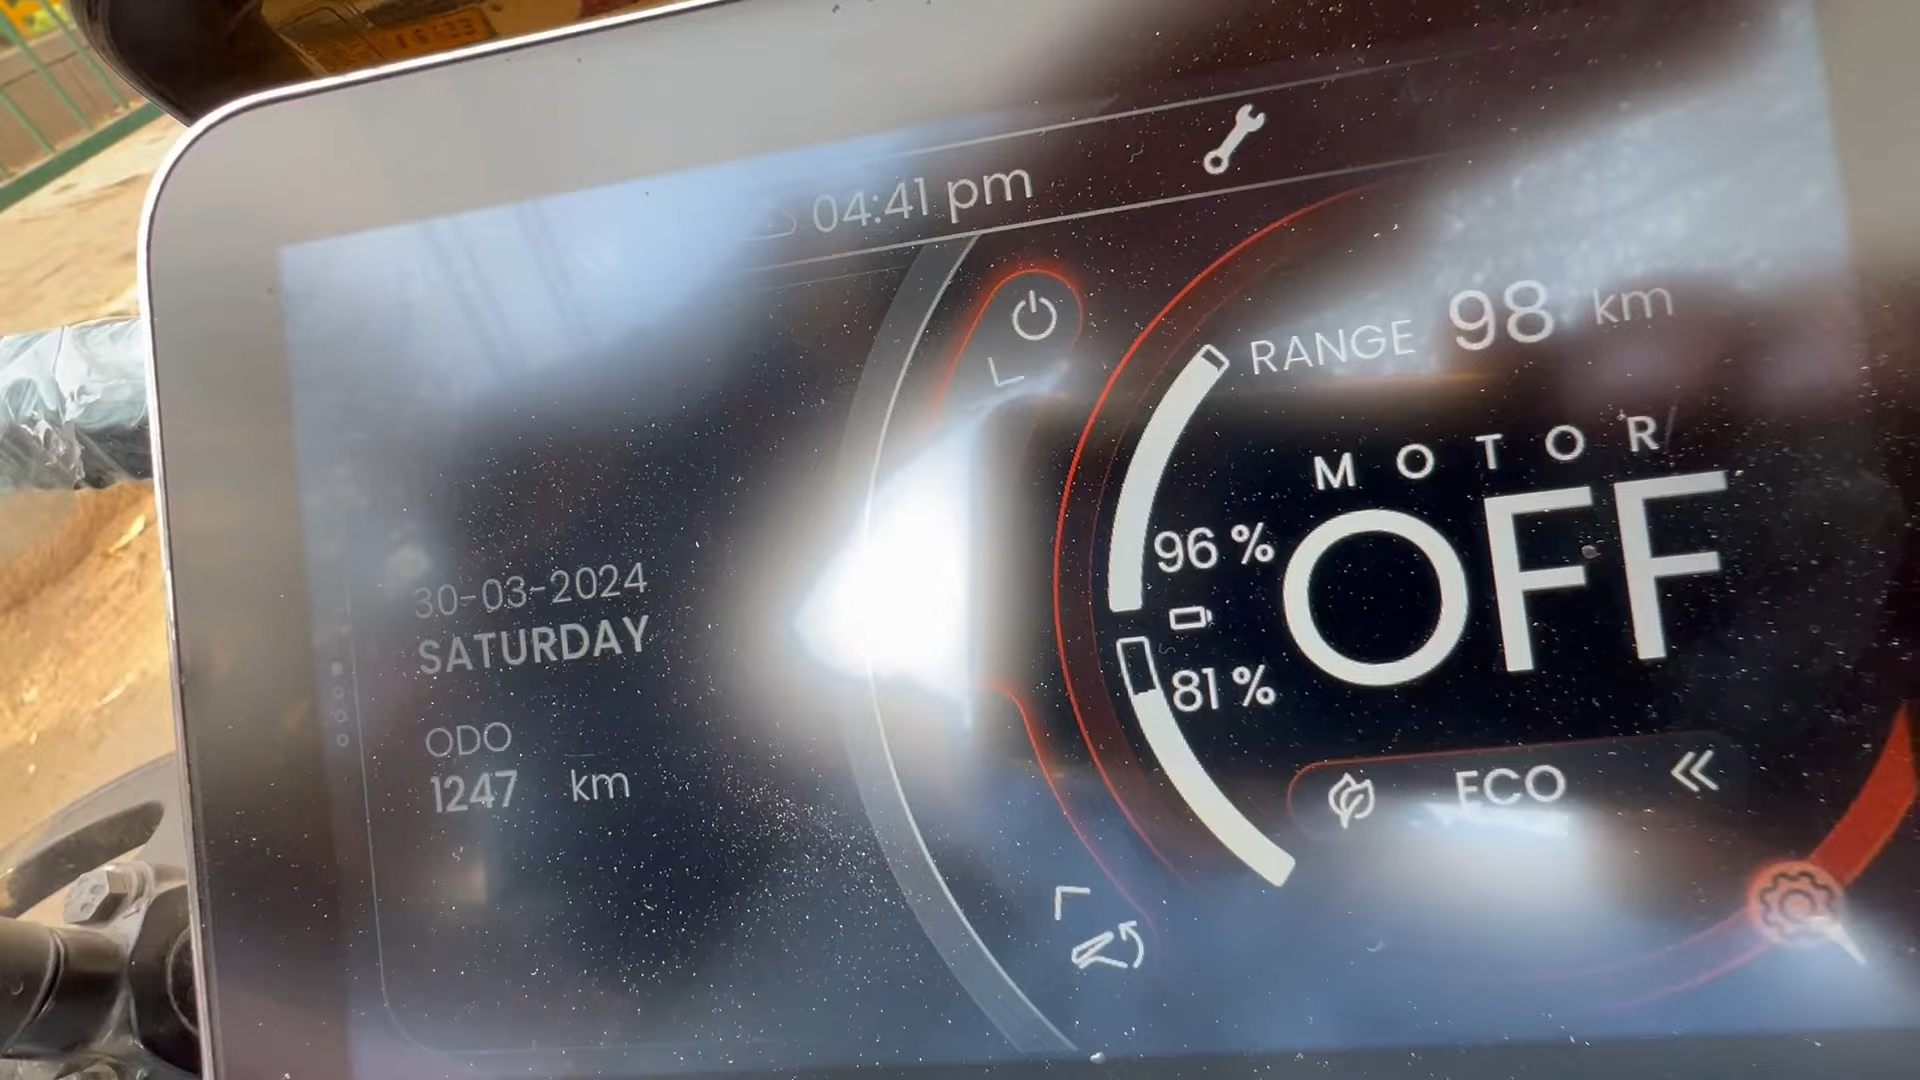 04:41 pm
RANGE 98 km
MOTOR
OFF
96 %
81 %
ECO
30-03-2024
SATURDAY
ODO
1247 km